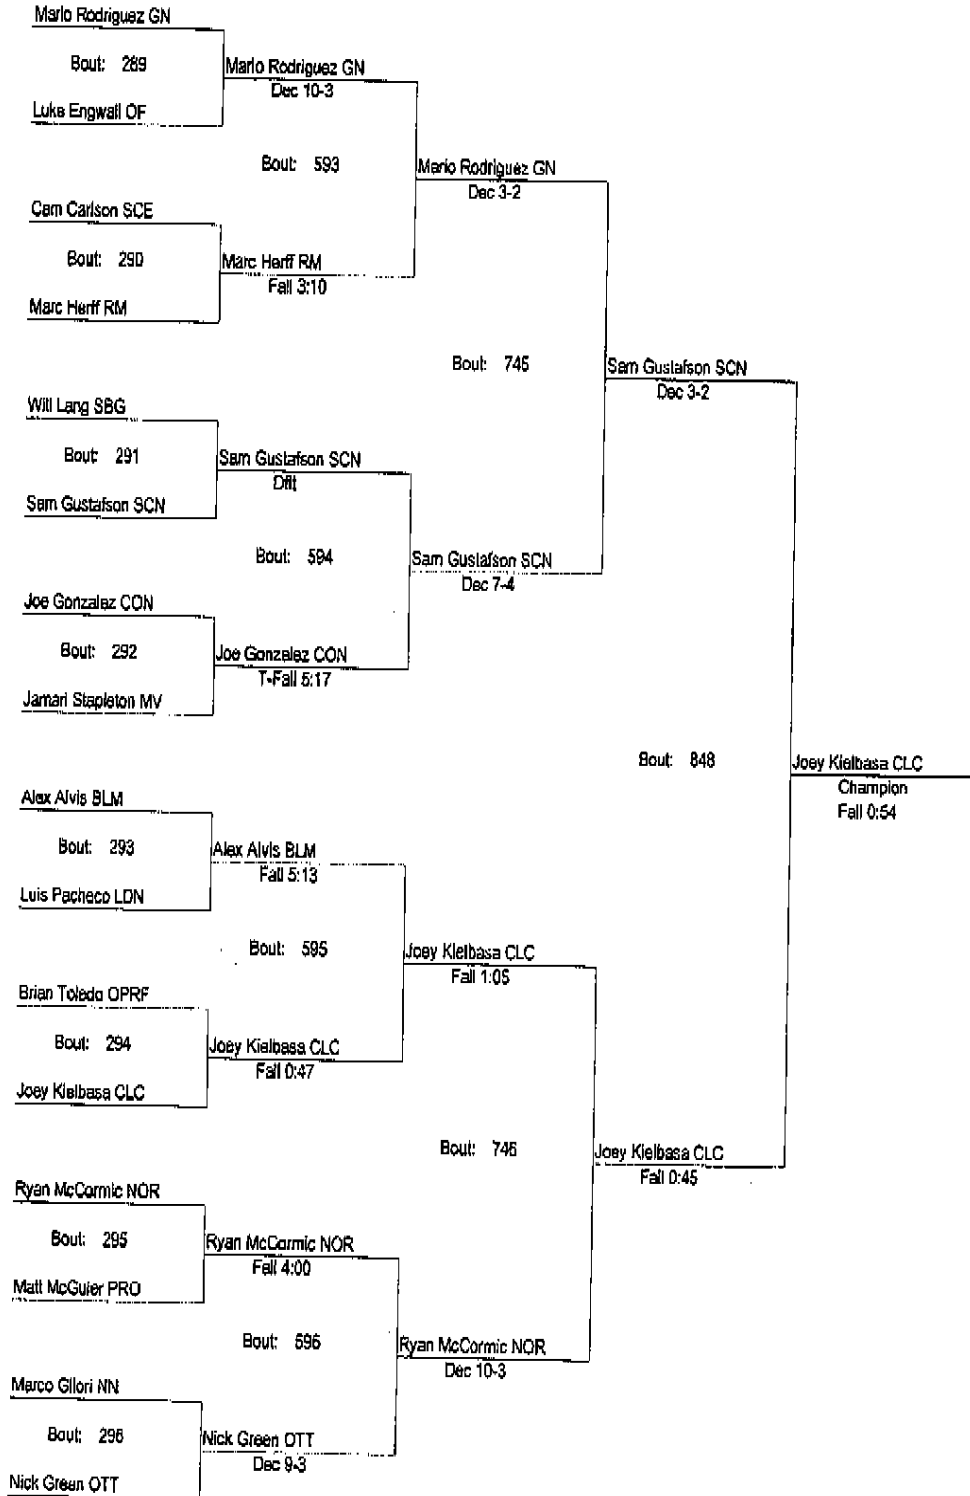 Mario Rodriguez GN
Bout: 289
Mario Rodriguez GN
Dec 10-3
Luke Engwall OF
Bout: 593
Mario Rodriguez GN
Dec 3-2
Cam Carlson SCE
Bout: 290
Marc Herff RM
Fall 3:10
Marc Herff RM
Bout: 745
Sam Gustafson SCN
Dec 3-2
Will Lang SBG
Bout: 291
Sam Gustafson SCN
Dflt
Sam Gustafson SCN
Bout: 594
Sam Gustafson SCN
Dec 7-4
Joe Gonzalez CON
Bout: 292
Joe Gonzalez CON
T-Fall 5:17
Jamari Stapleton MV
Bout: 848
Joey Kielbasa CLC
Champion
Fall 0:54
Alex Alvis BLM
Bout: 293
Alex Alvis BLM
Fall 5:13
Luis Pacheco LDN
Bout: 595
Joey Kielbasa CLC
Fall 1:05
Brian Toledo OPRF
Bout: 294
Joey Kielbasa CLC
Fall 0:47
Joey Kielbasa CLC
Bout: 746
Joey Kielbasa CLC
Fall 0:45
Ryan McCormic NOR
Bout: 295
Ryan McCormic NOR
Fall 4:00
Matt McGuier PRO
Bout: 596
Ryan McCormic NOR
Dec 10-3
Marco Gliori NN
Bout: 296
Nick Green OTT
Dec 9-3
Nick Green OTT